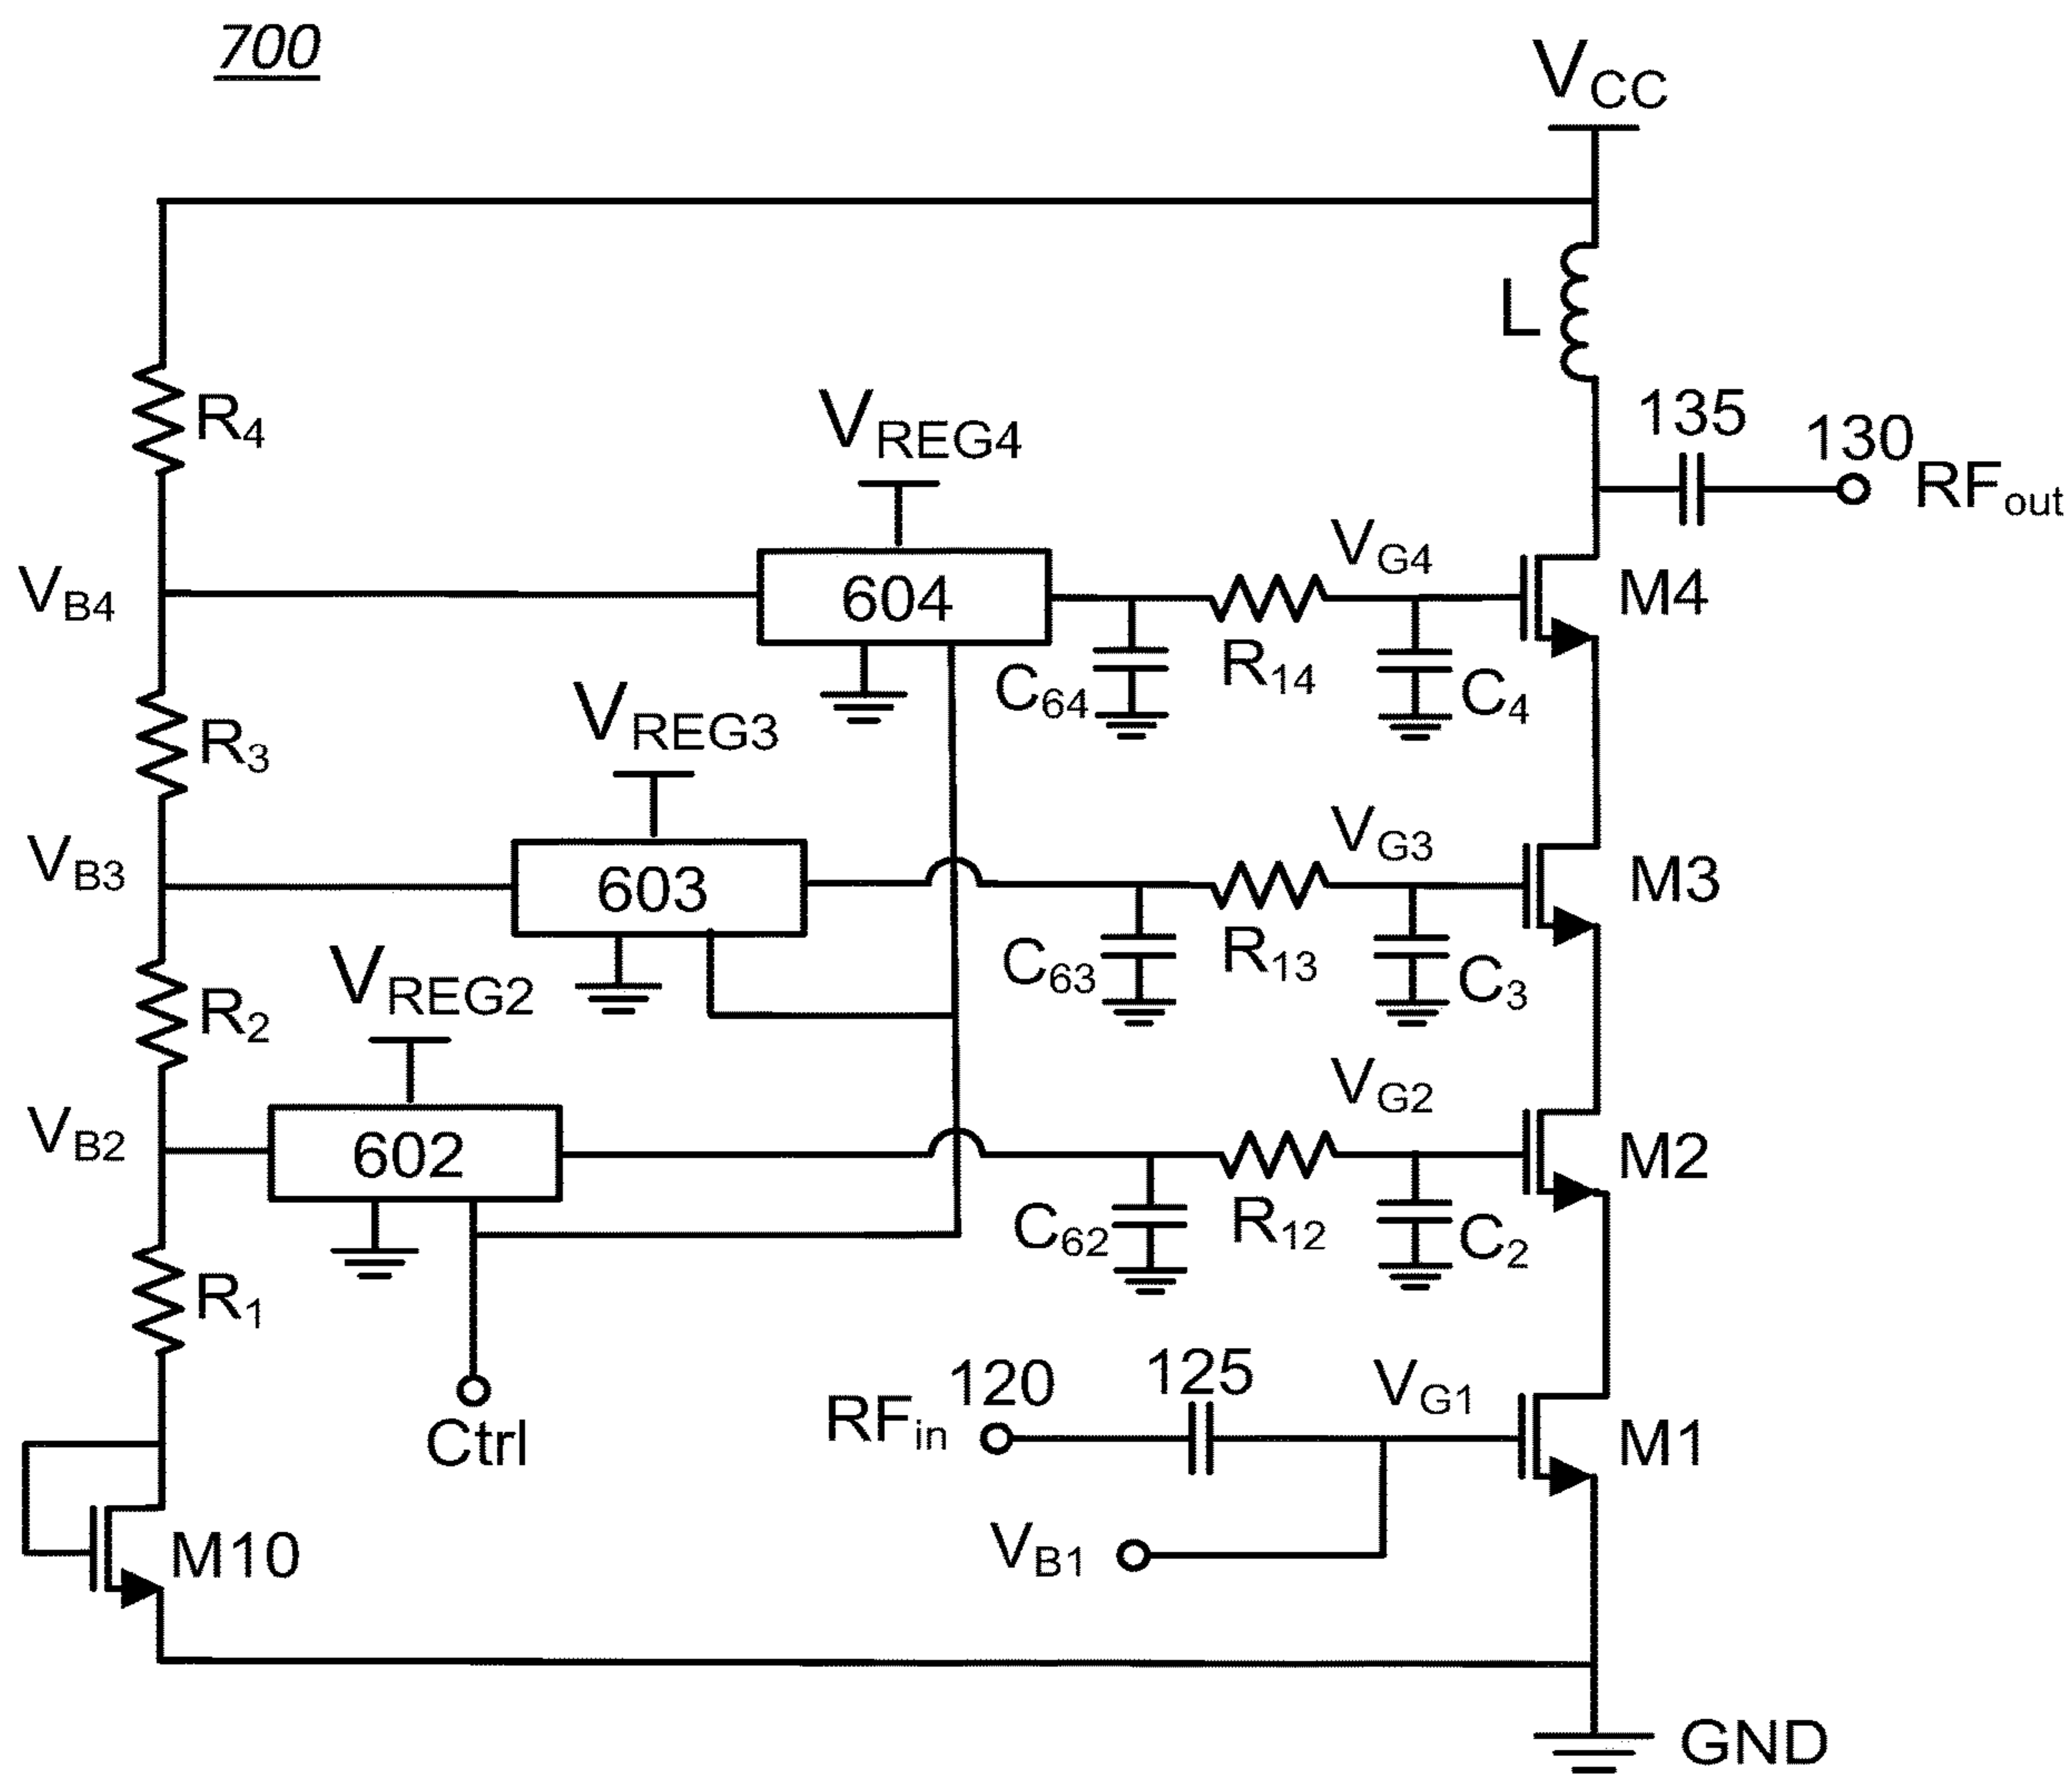 700
VCC
L
R4
VREG4
135
130
RFout
VG4
M4
VB4
604
R14
C64
C4
R3
VREG3
VG3
M3
VB3
603
R13
C63
C3
R2
VREG2
VG2
M2
VB2
602
R12
C62
C2
R1
120
125
VG1
RFin
M1
Ctrl
VB1
M10
GND